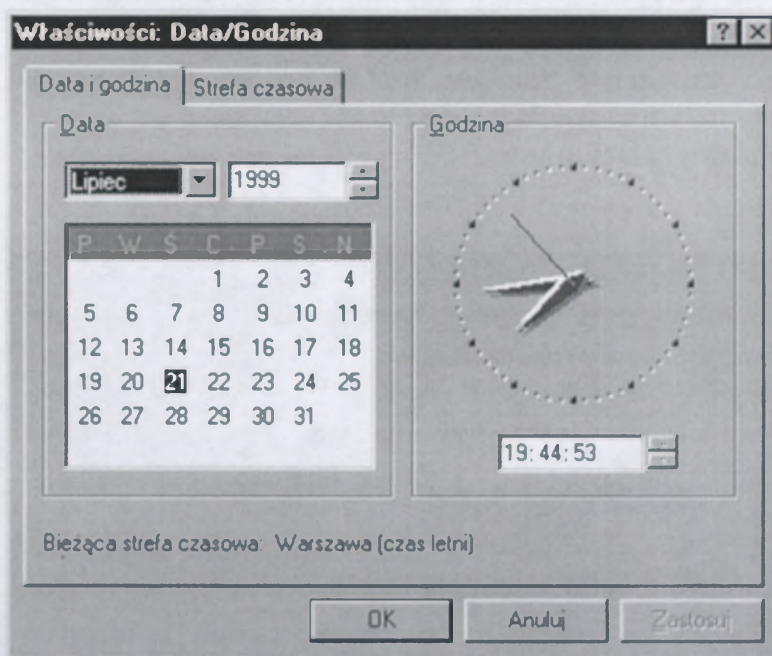 Właściwości: Data/Godzina
? ×
Data i godzina Strefa czasowa
Data
Lipiec 1999
P W Ś C P S N
1 2 3 4
5 6 7 8 9 10 11
12 13 14 15 16 17 18
19 20 21 22 23 24 25
26 27 28 29 30 31
Godzina
19:44:53
Bieżąca strefa czasowa: Warszawa (czas letni)
OK Anuluj Zastosuj